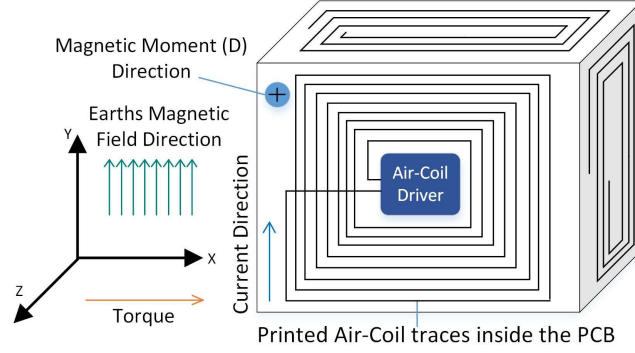 Magnetic Moment (D)
Direction
+
Earths Magnetic
Field Direction
Y
X
Z
Torque
Current Direction
Air-Coil
Driver
Printed Air-Coil traces inside the PCB